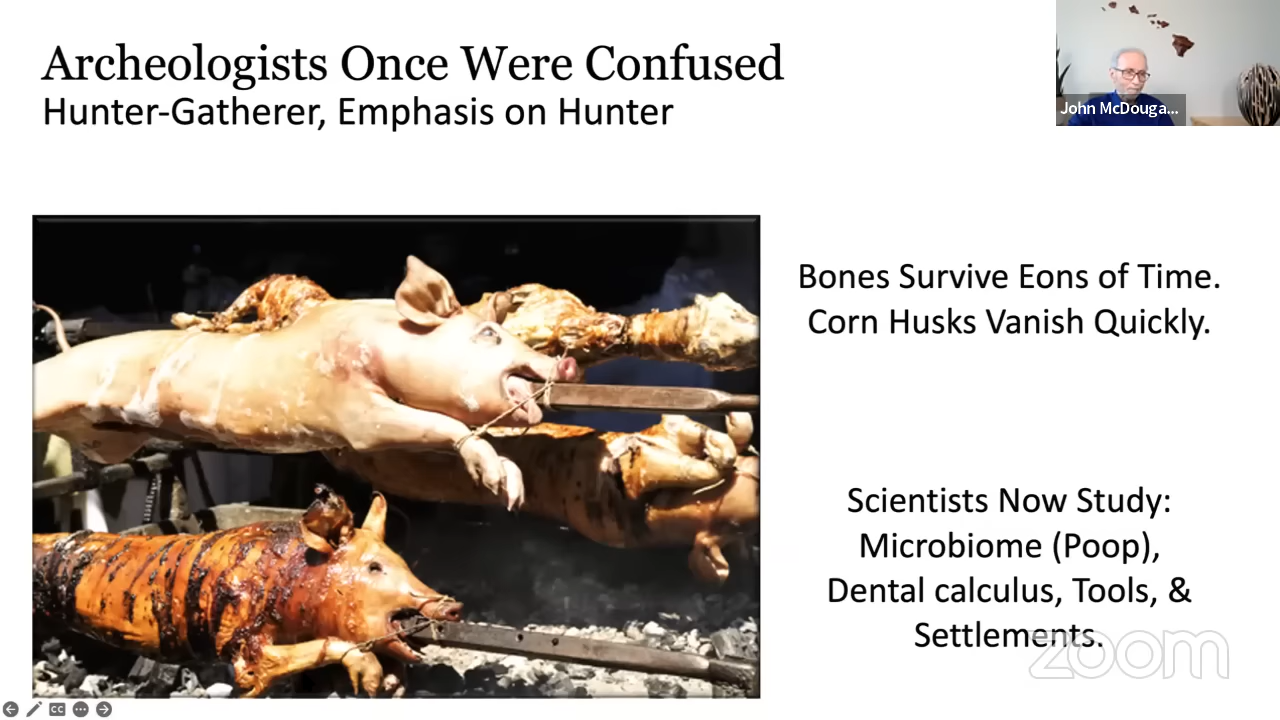 Archeologists Once Were Confused
Hunter-Gatherer, Emphasis on Hunter
John McDouga...
Bones Survive Eons of Time.
Corn Husks Vanish Quickly.
Scientists Now Study:
Microbiome (Poop),
Dental calculus, Tools, &
Settlements.
zoom
CC